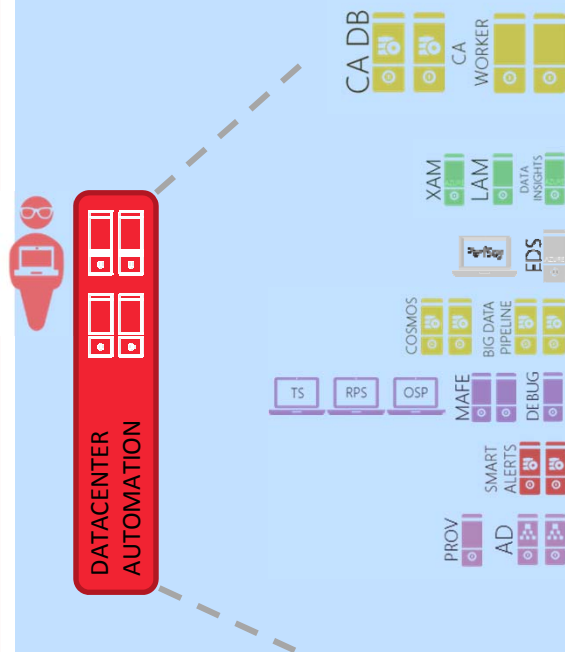 CA DB
CA
WORKER
XAM
LAM
DATA
INSIGHTS
EDS
COSMOS
BIG DATA
PIPELINE
TS
RPS
OSP
MAFE
DEBUG
SMART
ALERTS
PROV
AD
DATACENTER
AUTOMATION